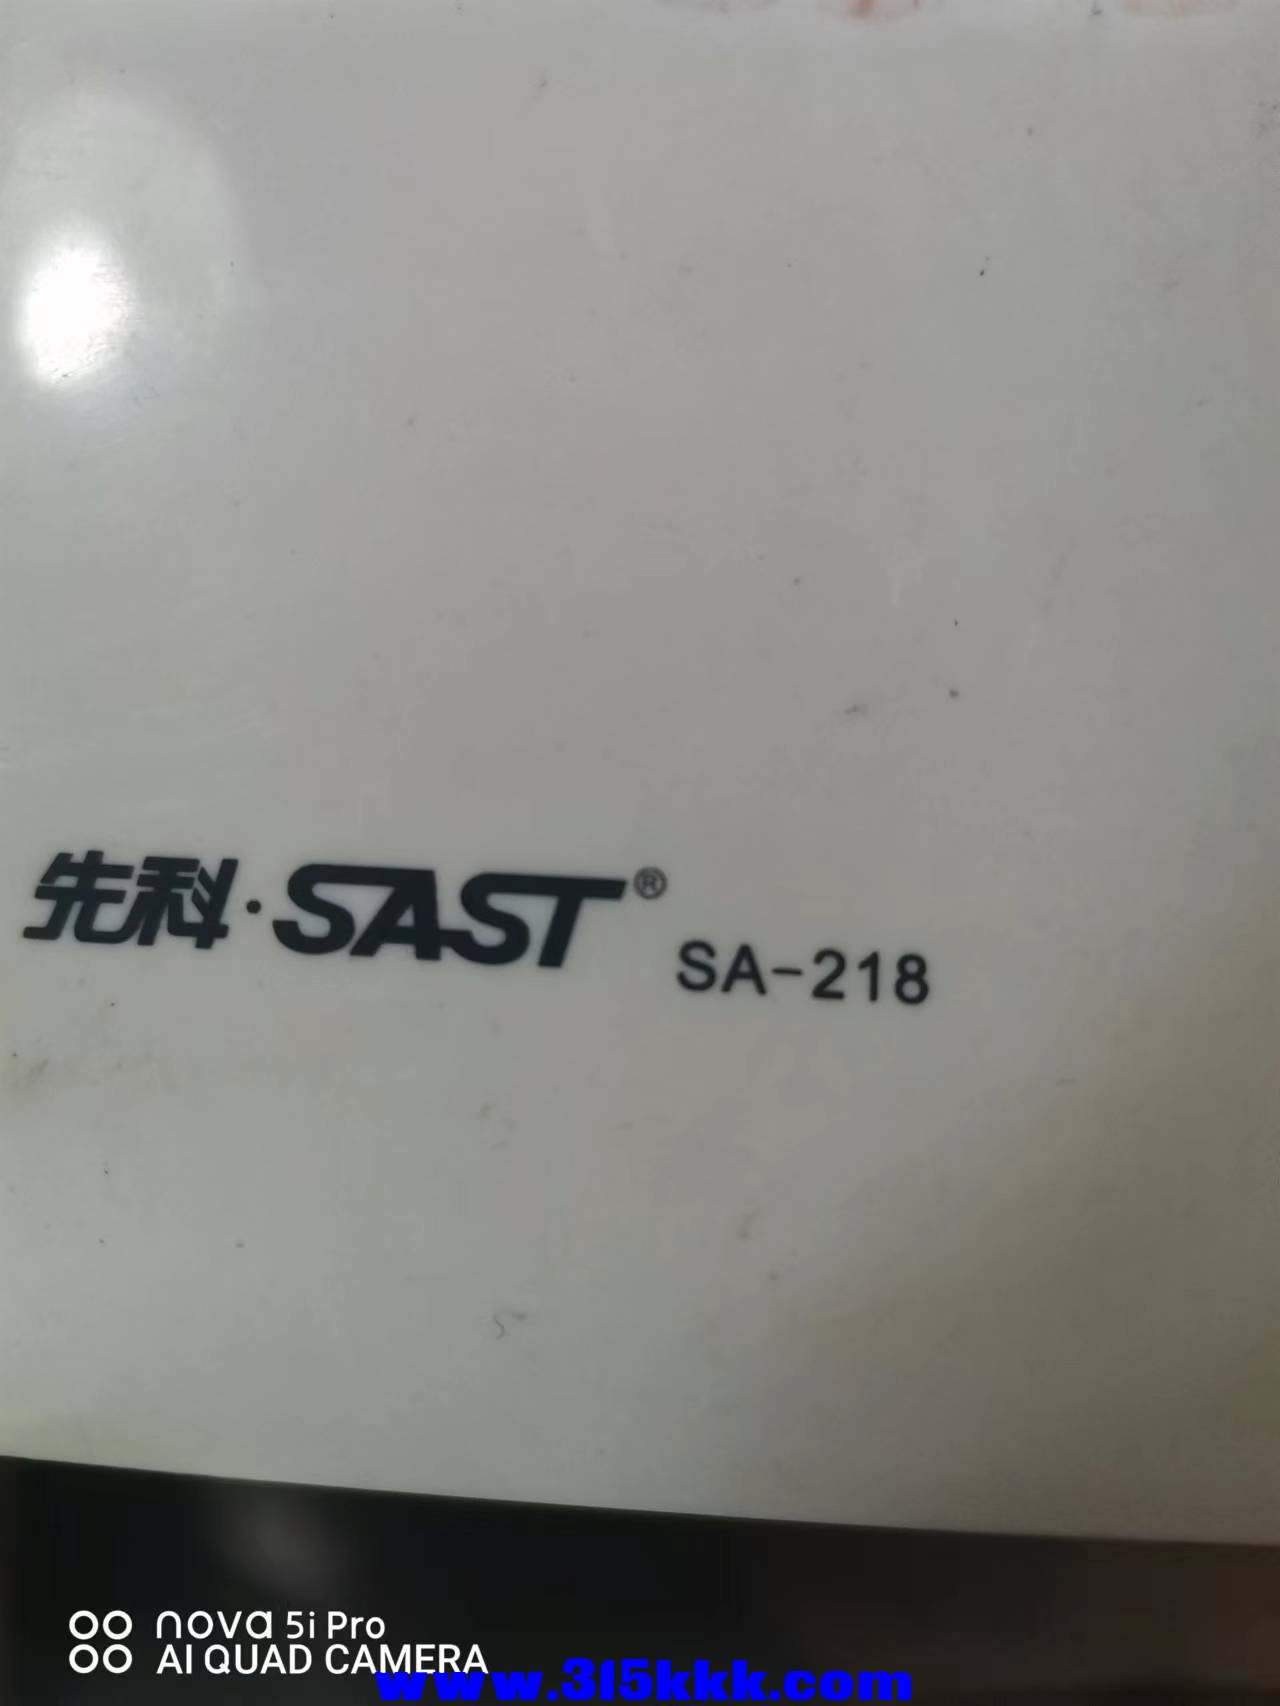 先科·SAST®
SA-218
nova 5i Pro
AI QUAD CAMERA
www.315kkk.com